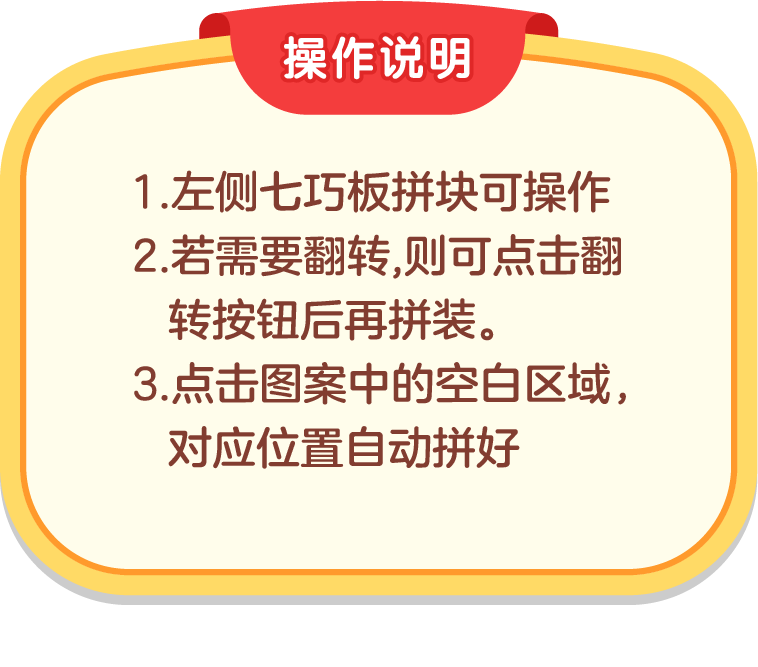 操作说明
1.左侧七巧板拼块可操作
2.若需要翻转,则可点击翻
转按钮后再拼装。
3.点击图案中的空白区域，
对应位置自动拼好